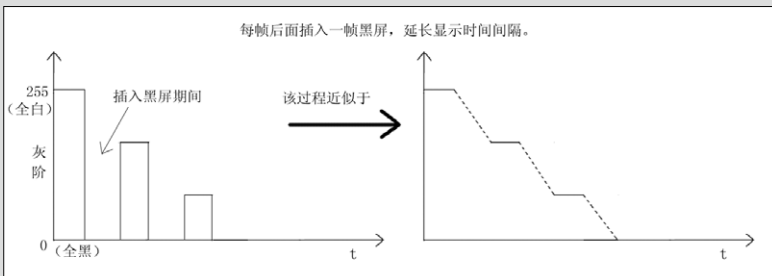 每帧后面插入一帧黑屏，延长显示时间间隔。
255
(全白)
插入黑屏期间
该过程近似于
灰
阶
0 (全黑)
t
t